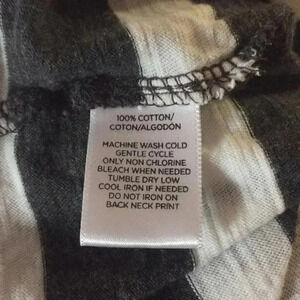 100% COTTON/
COTON/ALGODÓN
MACHINE WASH COLD
GENTLE CYCLE
ONLY NON CHLORINE
BLEACH WHEN NEEDED
TUMBLE DRY LOW
COOL IRON IF NEEDED
DO NOT IRON ON
BACK NECK PRINT